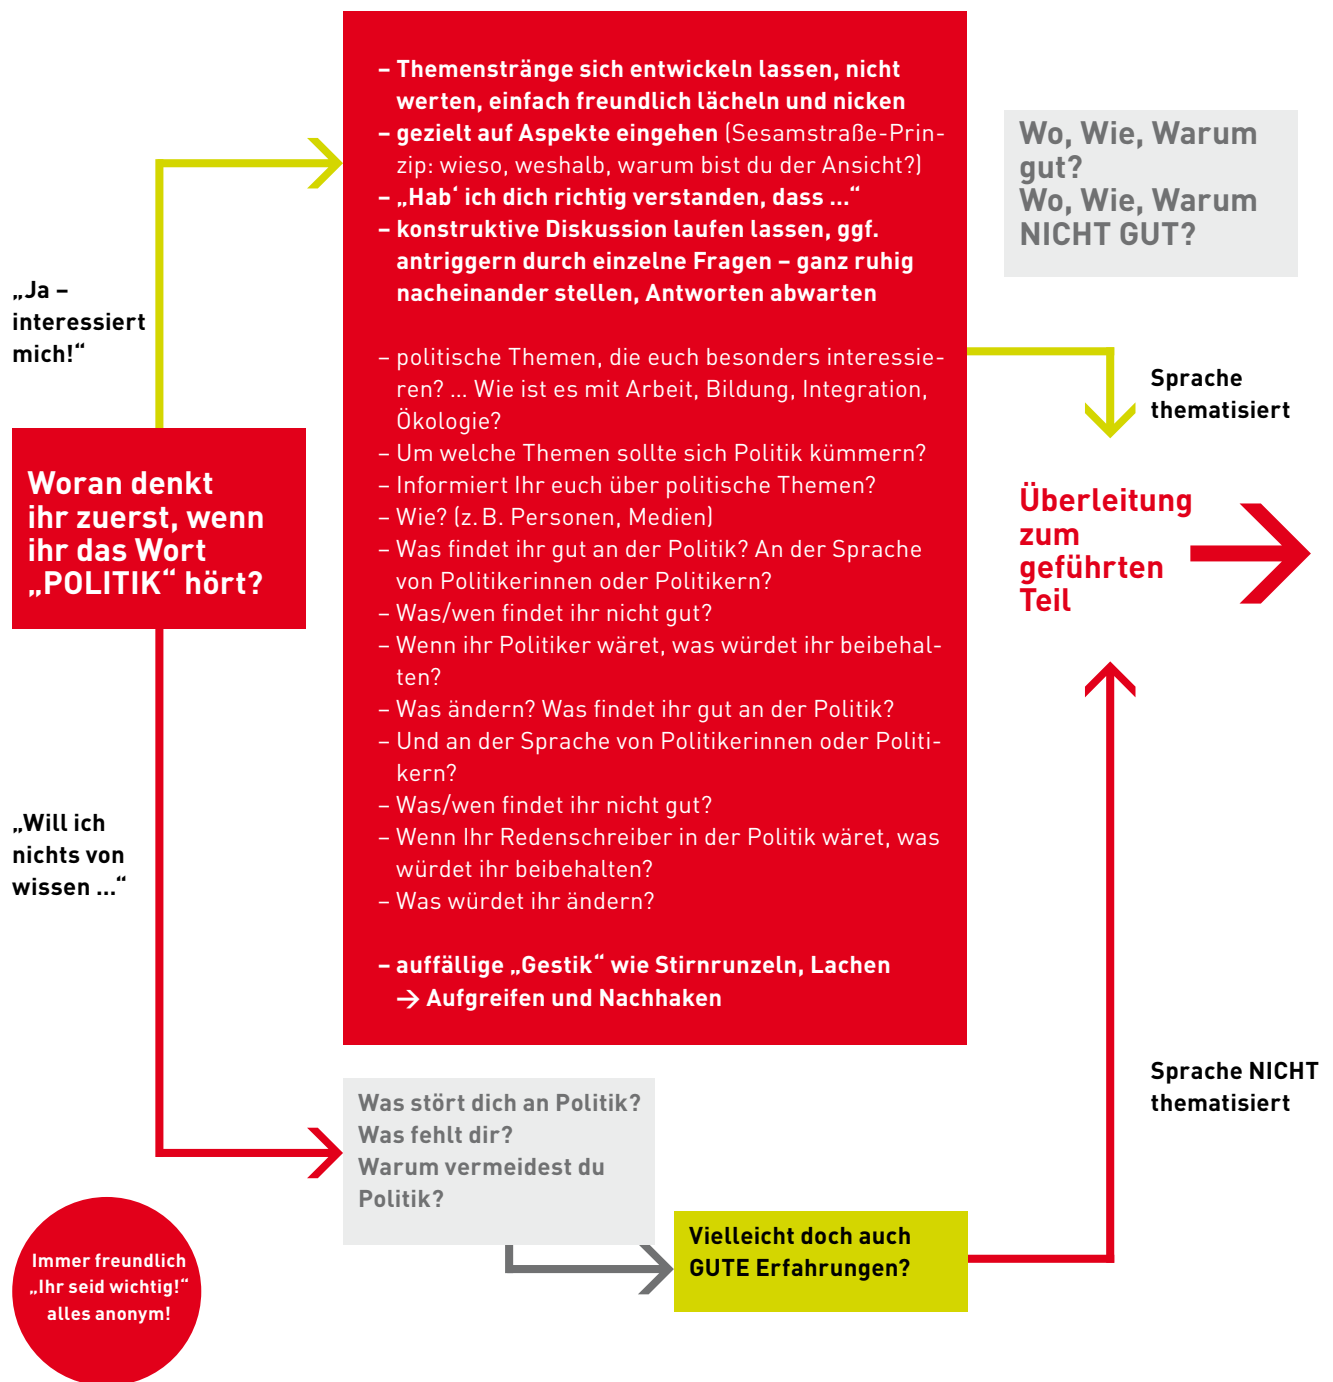 – Themenstränge sich entwickeln lassen, nicht
werten, einfach freundlich lächeln und nicken
– gezielt auf Aspekte eingehen (Sesamstraße-Prin-
zip: wieso, weshalb, warum bist du der Ansicht?)
– „Hab‘ ich dich richtig verstanden, dass ...“
– konstruktive Diskussion laufen lassen, ggf.
antriggern durch einzelne Fragen – ganz ruhig
nacheinander stellen, Antworten abwarten
– politische Themen, die euch besonders interessie-
ren? ... Wie ist es mit Arbeit, Bildung, Integration,
Ökologie?
– Um welche Themen sollte sich Politik kümmern?
– Informiert Ihr euch über politische Themen?
– Wie? (z. B. Personen, Medien)
– Was findet ihr gut an der Politik? An der Sprache
von Politikerinnen oder Politikern?
– Was/wen findet ihr nicht gut?
– Wenn ihr Politiker wäret, was würdet ihr beibehal-
ten?
– Was ändern? Was findet ihr gut an der Politik?
– Und an der Sprache von Politikerinnen oder Politi-
kern?
– Was/wen findet ihr nicht gut?
– Wenn Ihr Redenschreiber in der Politik wäret, was
würdet ihr beibehalten?
– Was würdet ihr ändern?
– auffällige „Gestik“ wie Stirnrunzeln, Lachen
→ Aufgreifen und Nachhaken
Wo, Wie, Warum
gut?
Wo, Wie, Warum
NICHT GUT?
„Ja –
interessiert
mich!“
Sprache
thematisiert
Woran denkt
ihr zuerst, wenn
ihr das Wort
„POLITIK“ hört?
Überleitung
zum
geführten
Teil
„Will ich
nichts von
wissen ...“
Sprache NICHT
thematisiert
Was stört dich an Politik?
Was fehlt dir?
Warum vermeidest du
Politik?
Vielleicht doch auch
GUTE Erfahrungen?
Immer freundlich
„Ihr seid wichtig!“
alles anonym!